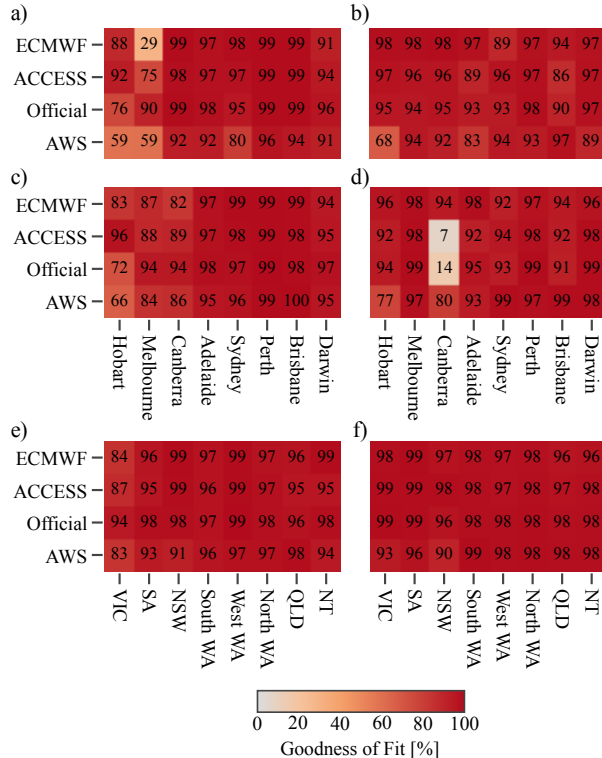 a) b)
ECMWF 88 29 99 97 98 99 99 91 98 98 98 97 89 97 94 97
ACCESS 92 75 98 97 97 99 99 94 97 96 96 89 96 97 86 97
Official 76 90 99 98 95 99 99 96 95 94 95 93 93 98 90 97
AWS 59 59 92 92 80 96 94 91 68 94 92 83 94 93 97 89
c) d)
ECMWF 83 87 82 97 99 99 99 94 96 98 94 98 92 97 94 96
ACCESS 96 88 89 97 98 99 98 95 92 98 7 92 94 98 92 98
Official 72 94 94 98 97 99 98 97 94 99 14 95 93 99 91 99
AWS 66 84 86 95 96 99 100 95 77 97 80 93 99 97 99 98
Hobart Melbourne Canberra Adelaide Sydney Perth Brisbane Darwin Hobart Melbourne Canberra Adelaide Sydney Perth Brisbane Darwin
e) f)
ECMWF 84 96 99 97 99 97 96 99 98 99 97 98 97 98 96 96
ACCESS 87 95 99 96 99 97 95 95 99 99 98 98 97 98 97 98
Official 94 98 98 97 99 98 96 98 99 99 96 98 98 98 98 98
AWS 83 93 91 96 97 97 98 94 93 96 90 99 98 98 98 98
VIC SA NSW South WA West WA North WA QLD NT VIC SA NSW South WA West WA North WA QLD NT
0 20 40 60 80 100
Goodness of Fit [%]